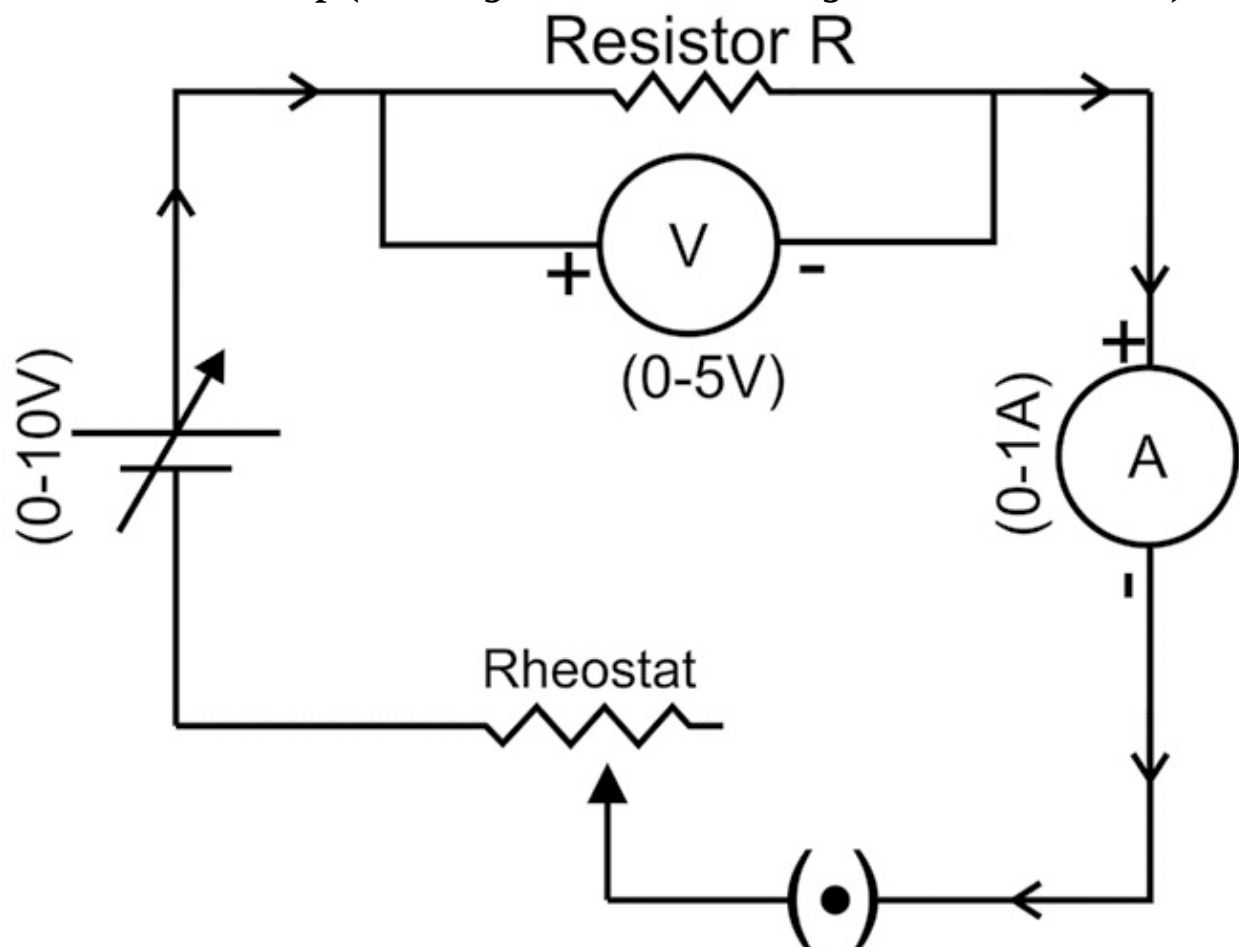 Resistor R
V
+
-
(0-5V)
(0-10V)
+
(0-1A)
A
-
Rheostat